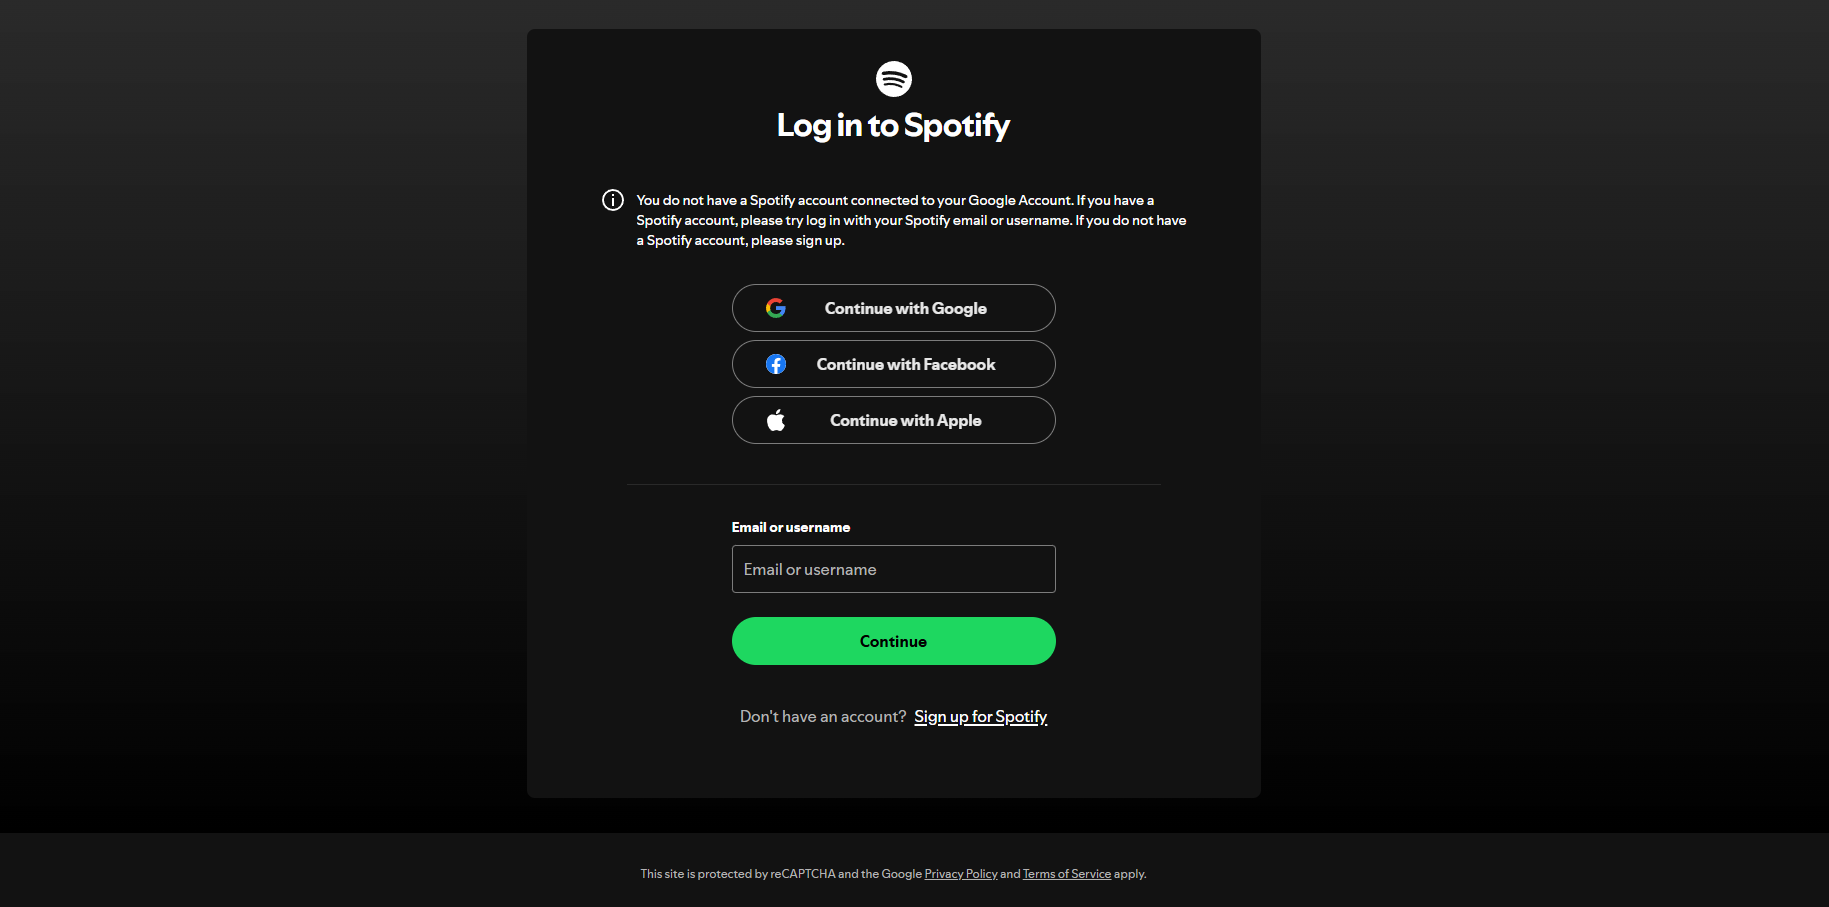 Log in to Spotify
You do not have a Spotify account connected to your Google Account. If you have a
Spotify account, please try log in with your Spotify email or username. If you do not have
a Spotify account, please sign up.
Continue with Google
Continue with Facebook
Continue with Apple
Email or username
Email or username
Continue
Don't have an account? Sign up for Spotify
This site is protected by reCAPTCHA and the Google Privacy Policy and Terms of Service apply.